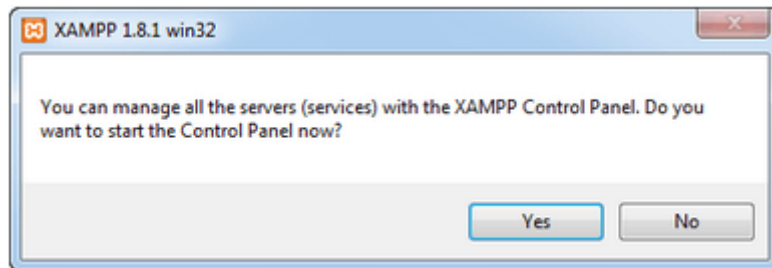 XAMPP 1.8.1 win32
You can manage all the servers (services) with the XAMPP Control Panel. Do you
want to start the Control Panel now?
Yes No